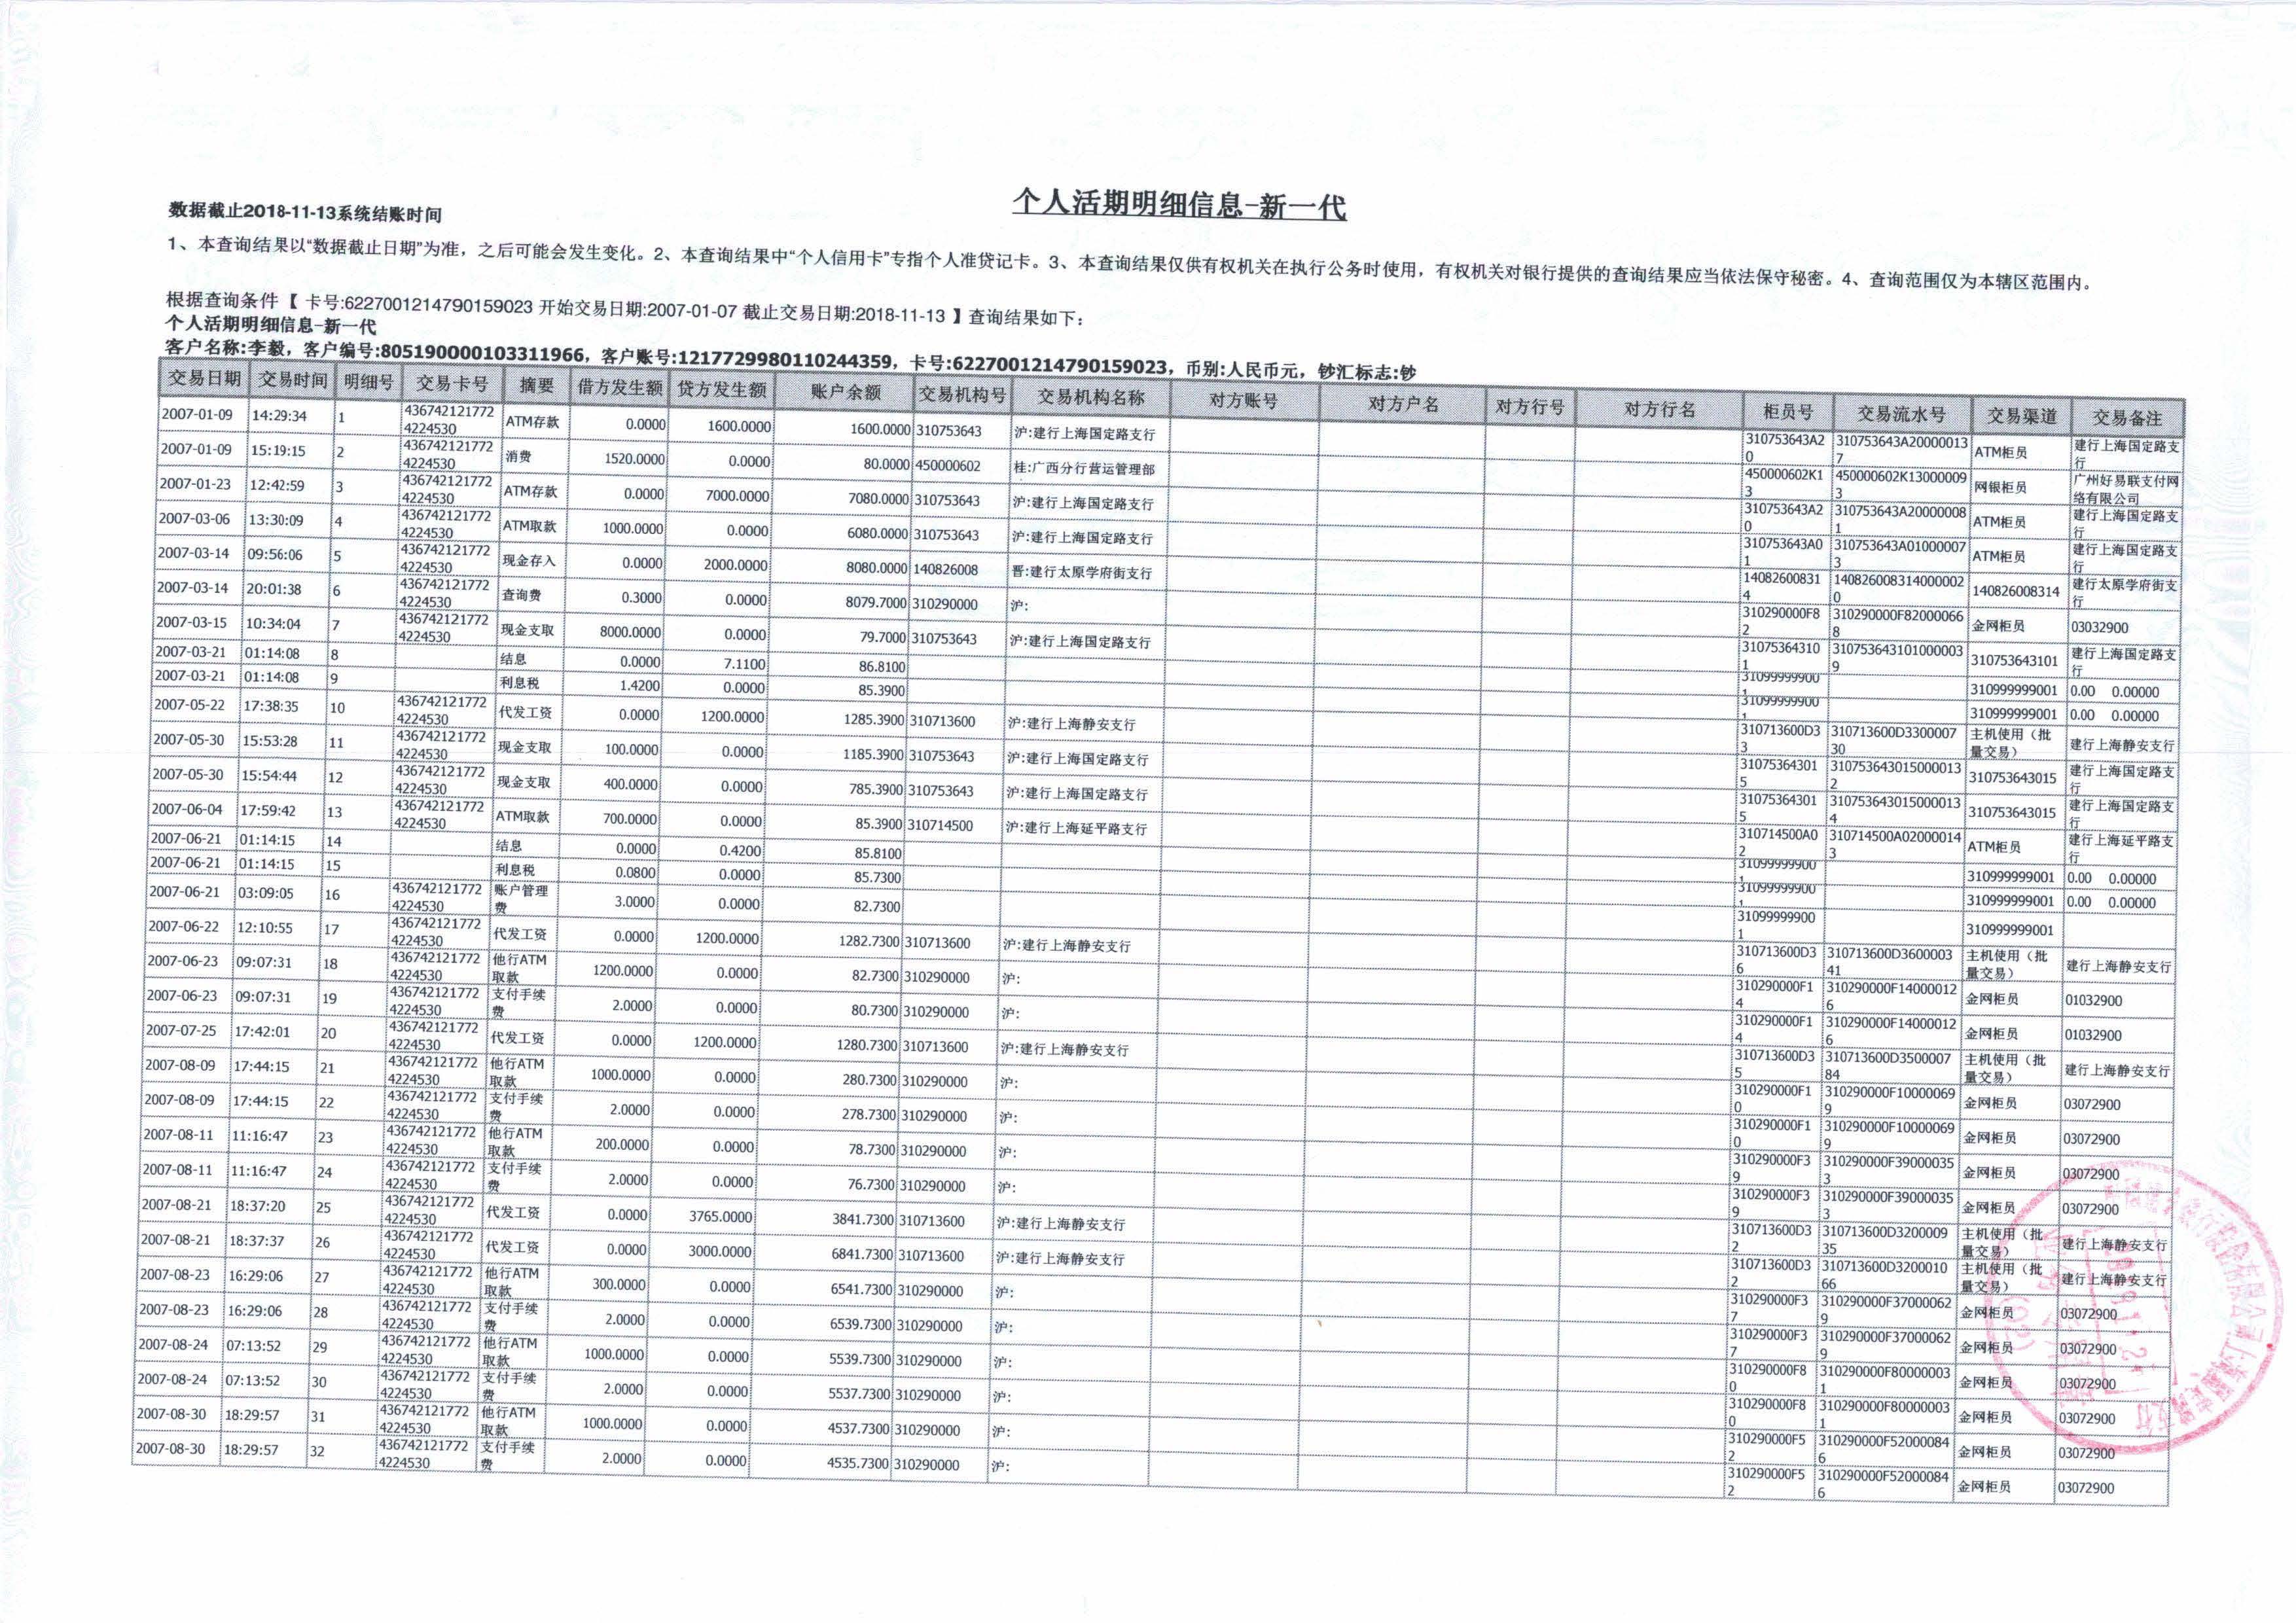 个人活期明细信息-新一代
数据截止2018-11-13系统结账时间
1、本查询结果以“数据截止日期”为准，之后可能会发生变化。2、本查询结果中“个人信用卡”专指个人准贷记卡。3、本查询结果仅供有权机关在执行公务时使用，有权机关对银行提供的查询结果应当依法保守秘密。4、查询范围仅为本辖区范围内。
根据查询条件【 卡号:6227001214790159023 开始交易日期:2007-01-07 截止交易日期:2018-11-13 】查询结果如下:
个人活期明细信息-新一代
客户名称:李毅，客户编号:805190000103311966，客户账号:1217729980110244359，卡号:6227001214790159023，币别:人民币元，钞汇标志:钞
交易日期 交易时间 明细号 交易卡号 摘要 借方发生额 贷方发生额 账户余额 交易机构号 交易机构名称 对方账号 对方户名 对方行号 对方行名 柜员号 交易流水号 交易渠道 交易备注
2007-01-09 14:29:34 1 4367421217724224530 ATM存款 0.0000 1600.0000 1600.0000 310753643 沪:建行上海国定路支行 310753643A20 310753643A200000137 ATM柜员 建行上海国定路支行
2007-01-09 15:19:15 2 4367421217724224530 消费 1520.0000 0.0000 80.0000 450000602 桂:广西分行营运管理部 450000602K13 450000602K130000093 网银柜员 广州好易联支付网络有限公司
2007-01-23 12:42:59 3 4367421217724224530 ATM存款 0.0000 7000.0000 7080.0000 310753643 沪:建行上海国定路支行 310753643A20 310753643A200000081 ATM柜员 建行上海国定路支行
2007-03-06 13:30:09 4 4367421217724224530 ATM取款 1000.0000 0.0000 6080.0000 310753643 沪:建行上海国定路支行 310753643A01 310753643A010000073 ATM柜员 建行上海国定路支行
2007-03-14 09:56:06 5 4367421217724224530 现金存入 0.0000 2000.0000 8080.0000 140826008 晋:建行太原学府街支行 140826008314 1408260083140000020 140826008314 建行太原学府街支行
2007-03-14 20:01:38 6 4367421217724224530 查询费 0.3000 0.0000 8079.7000 310290000 沪: 310290000F82 310290000F820000668 金网柜员 03032900
2007-03-15 10:34:04 7 4367421217724224530 现金支取 8000.0000 0.0000 79.7000 310753643 沪:建行上海国定路支行 310753643101 3107536431010000039 310753643101 建行上海国定路支行
2007-03-21 01:14:08 8 结息 0.0000 7.1100 86.8100 310999999001 310999999001 0.00 0.00000
2007-03-21 01:14:08 9 利息税 1.4200 0.0000 85.3900 310999999001 310999999001 0.00 0.00000
2007-05-22 17:38:35 10 4367421217724224530 代发工资 0.0000 1200.0000 1285.3900 310713600 沪:建行上海静安支行 310713600D33 310713600D330000730 主机使用（批量交易） 建行上海静安支行
2007-05-30 15:53:28 11 4367421217724224530 现金支取 100.0000 0.0000 1185.3900 310753643 沪:建行上海国定路支行 310753643015 3107536430150000132 310753643015 建行上海国定路支行
2007-05-30 15:54:44 12 4367421217724224530 现金支取 400.0000 0.0000 785.3900 310753643 沪:建行上海国定路支行 310753643015 3107536430150000134 310753643015 建行上海国定路支行
2007-06-04 17:59:42 13 4367421217724224530 ATM取款 700.0000 0.0000 85.3900 310714500 沪:建行上海延平路支行 310714500A02 310714500A020000143 ATM柜员 建行上海延平路支行
2007-06-21 01:14:15 14 结息 0.0000 0.4200 85.8100 310999999001 310999999001 0.00 0.00000
2007-06-21 01:14:15 15 利息税 0.0800 0.0000 85.7300 310999999001 310999999001 0.00 0.00000
2007-06-21 03:09:05 16 4367421217724224530 账户管理费 3.0000 0.0000 82.7300 310999999001 310999999001
2007-06-22 12:10:55 17 4367421217724224530 代发工资 0.0000 1200.0000 1282.7300 310713600 沪:建行上海静安支行 310713600D36 310713600D360000341 主机使用（批量交易） 建行上海静安支行
2007-06-23 09:07:31 18 4367421217724224530 他行ATM取款 1200.0000 0.0000 82.7300 310290000 沪: 310290000F14 310290000F140000126 金网柜员 01032900
2007-06-23 09:07:31 19 4367421217724224530 支付手续费 2.0000 0.0000 80.7300 310290000 沪: 310290000F14 310290000F140000126 金网柜员 01032900
2007-07-25 17:42:01 20 4367421217724224530 代发工资 0.0000 1200.0000 1280.7300 310713600 沪:建行上海静安支行 310713600D35 310713600D350000784 主机使用（批量交易） 建行上海静安支行
2007-08-09 17:44:15 21 4367421217724224530 他行ATM取款 1000.0000 0.0000 280.7300 310290000 沪: 310290000F10 310290000F100000699 金网柜员 03072900
2007-08-09 17:44:15 22 4367421217724224530 支付手续费 2.0000 0.0000 278.7300 310290000 沪: 310290000F10 310290000F100000699 金网柜员 03072900
2007-08-11 11:16:47 23 4367421217724224530 他行ATM取款 200.0000 0.0000 78.7300 310290000 沪: 310290000F39 310290000F390000353 金网柜员 03072900
2007-08-11 11:16:47 24 4367421217724224530 支付手续费 2.0000 0.0000 76.7300 310290000 沪: 310290000F39 310290000F390000353 金网柜员 03072900
2007-08-21 18:37:20 25 4367421217724224530 代发工资 0.0000 3765.0000 3841.7300 310713600 沪:建行上海静安支行 310713600D32 310713600D320000935 主机使用（批量交易） 建行上海静安支行
2007-08-21 18:37:37 26 4367421217724224530 代发工资 0.0000 3000.0000 6841.7300 310713600 沪:建行上海静安支行 310713600D32 310713600D320001066 主机使用（批量交易） 建行上海静安支行
2007-08-23 16:29:06 27 4367421217724224530 他行ATM取款 300.0000 0.0000 6541.7300 310290000 沪: 310290000F37 310290000F370000629 金网柜员 03072900
2007-08-23 16:29:06 28 4367421217724224530 支付手续费 2.0000 0.0000 6539.7300 310290000 沪: 310290000F37 310290000F370000629 金网柜员 03072900
2007-08-24 07:13:52 29 4367421217724224530 他行ATM取款 1000.0000 0.0000 5539.7300 310290000 沪: 310290000F80 310290000F800000031 金网柜员 03072900
2007-08-24 07:13:52 30 4367421217724224530 支付手续费 2.0000 0.0000 5537.7300 310290000 沪: 310290000F80 310290000F800000031 金网柜员 03072900
2007-08-30 18:29:57 31 4367421217724224530 他行ATM取款 1000.0000 0.0000 4537.7300 310290000 沪: 310290000F52 310290000F520000846 金网柜员 03072900
2007-08-30 18:29:57 32 4367421217724224530 支付手续费 2.0000 0.0000 4535.7300 310290000 沪: 310290000F52 310290000F520000846 金网柜员 03072900